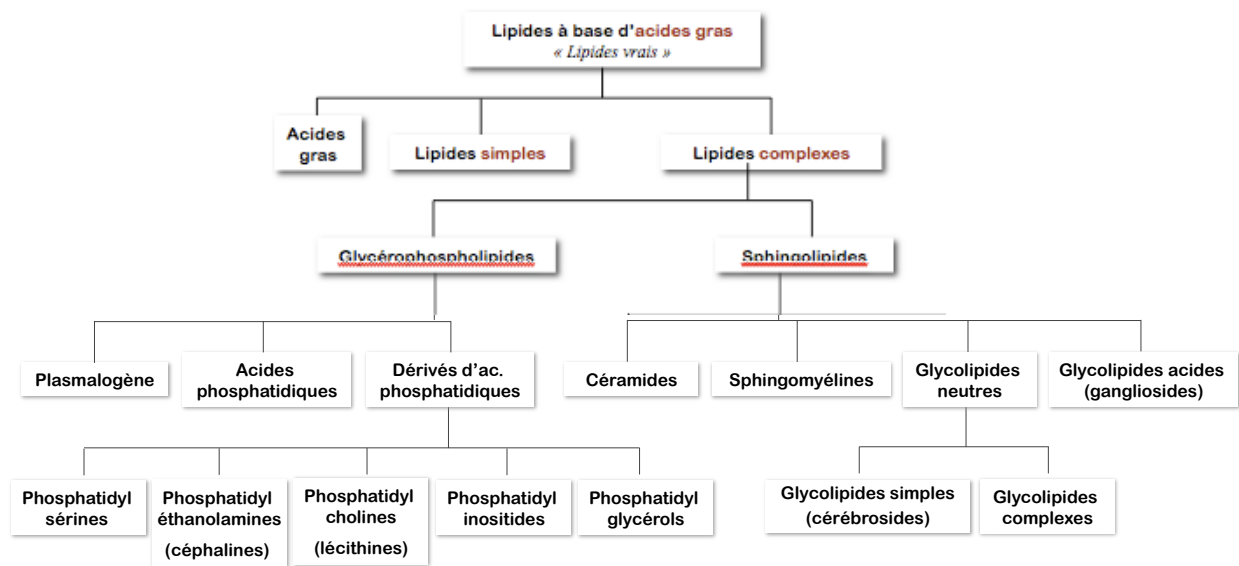 Lipides à base d'acides gras
« Lipides vrais »
Acides
gras
Lipides simples
Lipides complexes
Glycérophospholipides
Sphingolipides
Plasmalogène
Acides
phosphatidiques
Dérivés d'ac.
phosphatidiques
Céramides
Sphingomyélines
Glycolipides
neutres
Glycolipides acides
(gangliosides)
Phosphatidyl
sérines
Phosphatidyl
éthanolamines
(céphalines)
Phosphatidyl
cholines
(lécithines)
Phosphatidyl
inositides
Phosphatidyl
glycérols
Glycolipides simples
(cérébrosides)
Glycolipides
complexes